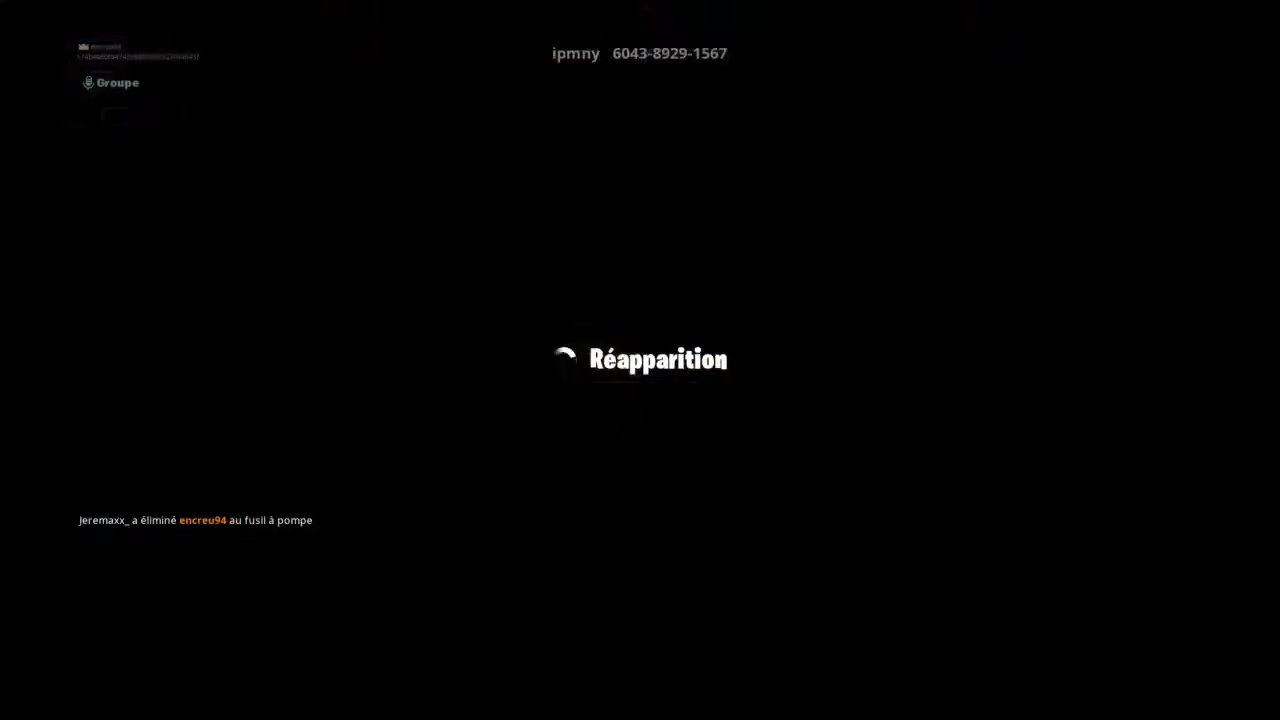 ipmny 6043-8929-1567
Groupe
Réapparition
Jeremaxx_ a éliminé encreu94 au fusil à pompe